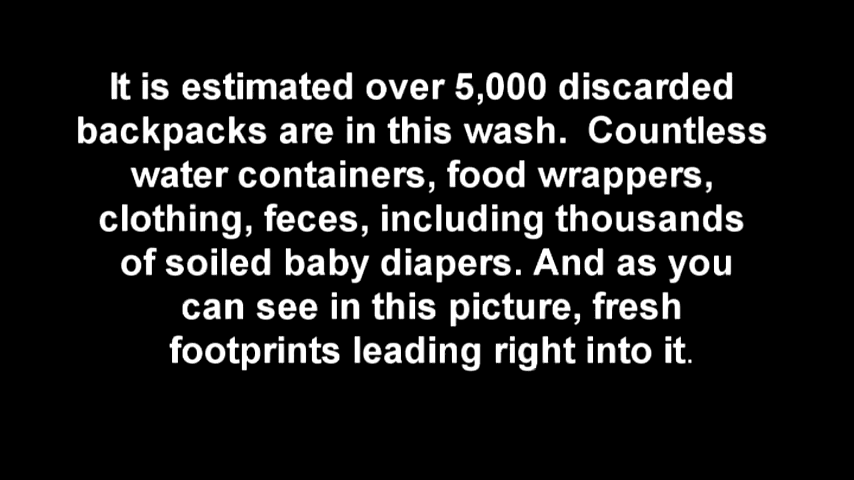 It is estimated over 5,000 discarded
backpacks are in this wash.  Countless
water containers, food wrappers,
clothing, feces, including thousands
of soiled baby diapers. And as you
can see in this picture, fresh
footprints leading right into it.